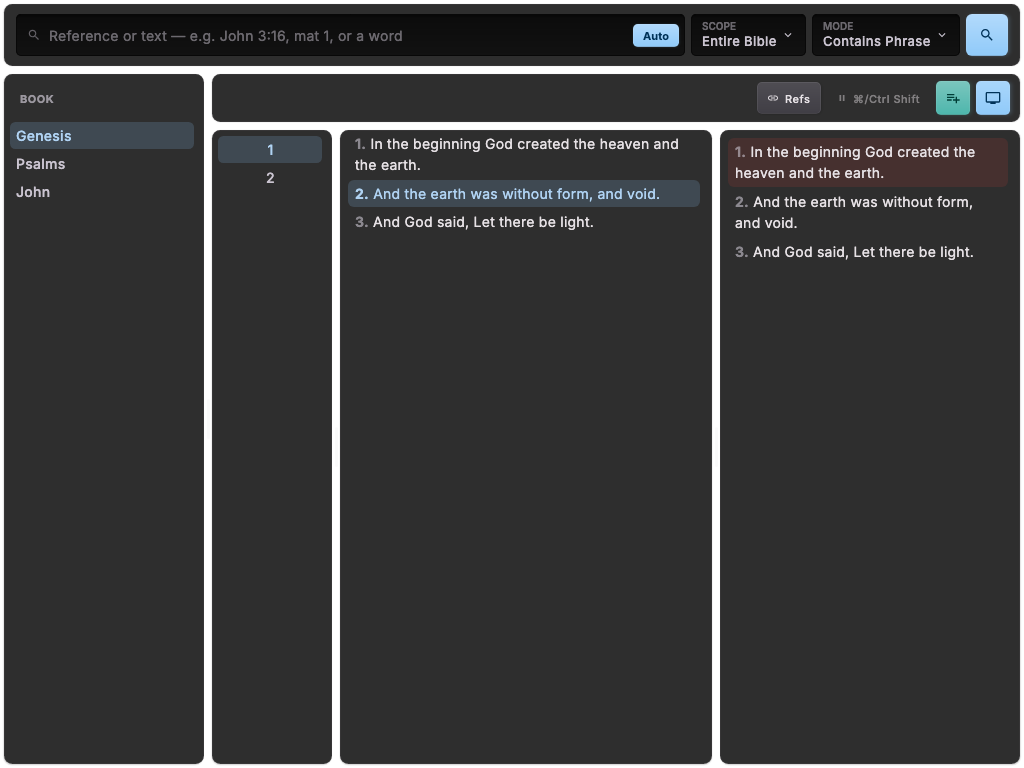 Reference or text — e.g. John 3:16, mat 1, or a word
Auto
SCOPE
Entire Bible
MODE
Contains Phrase
BOOK
Genesis
Psalms
John
Refs
⌘/Ctrl Shift
1
2
1. In the beginning God created the heaven and
the earth.
2. And the earth was without form, and void.
3. And God said, Let there be light.
1. In the beginning God created the
heaven and the earth.
2. And the earth was without form,
and void.
3. And God said, Let there be light.